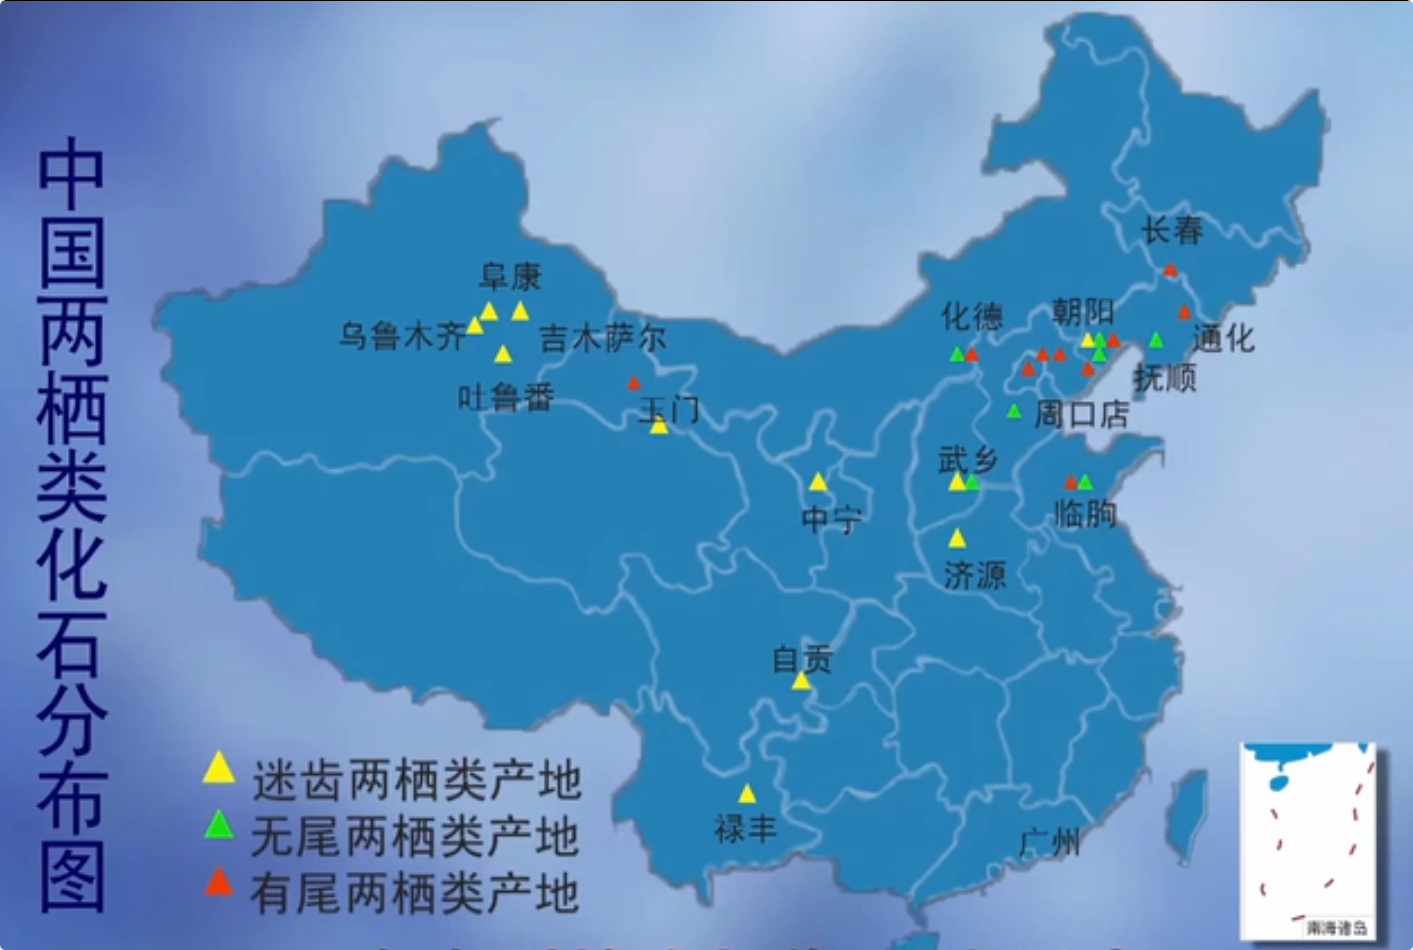 中国两栖类化石分布图
长春
阜康
化德
朝阳
乌鲁木齐
吉木萨尔
通化
抚顺
吐鲁番
玉门
周口店
武乡
中宁
临朐
济源
自贡
迷齿两栖类产地
禄丰
无尾两栖类产地
广州
有尾两栖类产地
南海诸岛